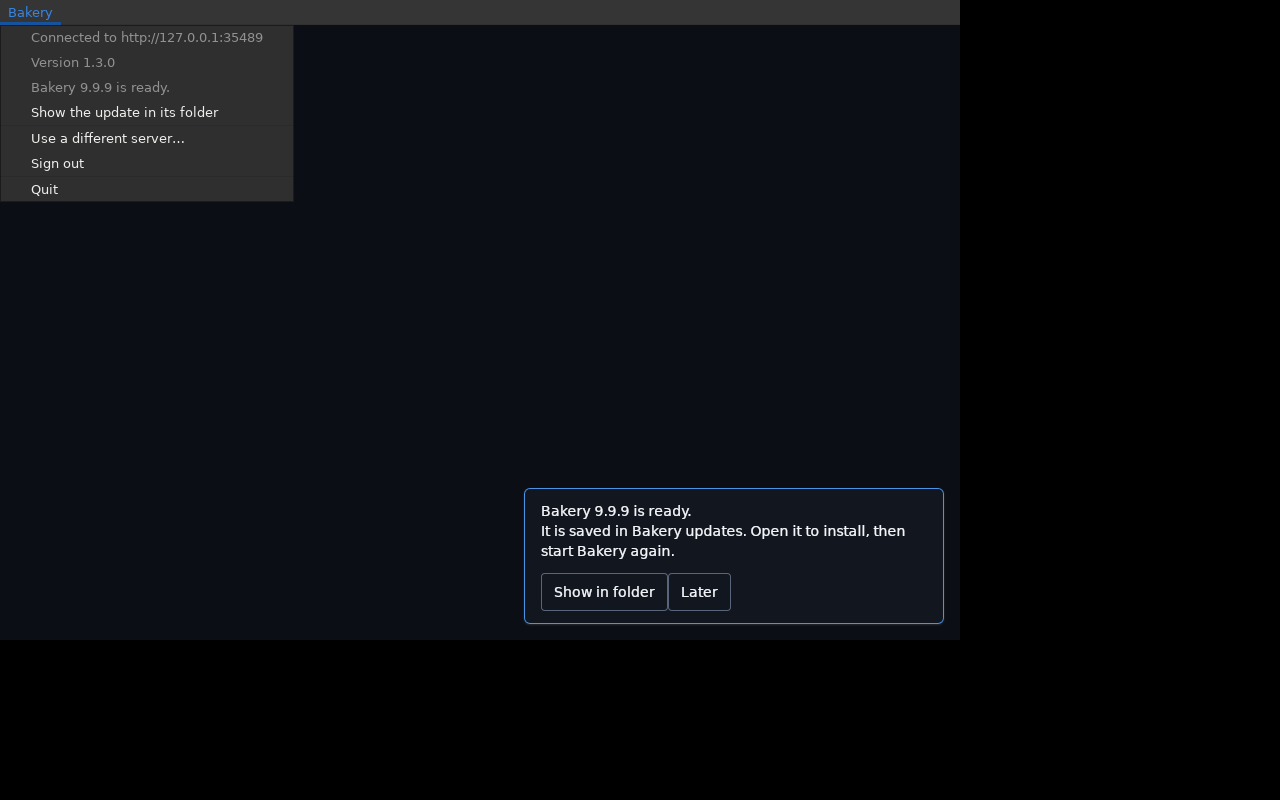 Bakery
Connected to http://127.0.0.1:35489
Version 1.3.0
Bakery 9.9.9 is ready.
Show the update in its folder
Use a different server...
Sign out
Quit
Bakery 9.9.9 is ready.
It is saved in Bakery updates. Open it to install, then
start Bakery again.
Show in folder
Later